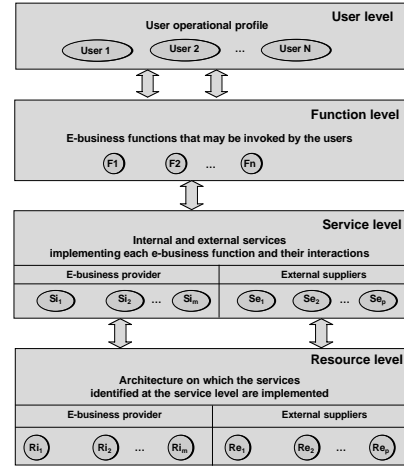 User level
User operational profile
User 1 User 2 ... User N
Function level
E-business functions that may be invoked by the users
F1 F2 ... Fn
Service level
Internal and external services
implementing each e-business function and their interactions
E-business provider External suppliers
Si1 Si2 ... Sim Se1 Se2 ... Sep
Resource level
Architecture on which the services
identified at the service level are implemented
E-business provider External suppliers
Ri1 Ri2 ... Rim Re1 Re2 ... Rep